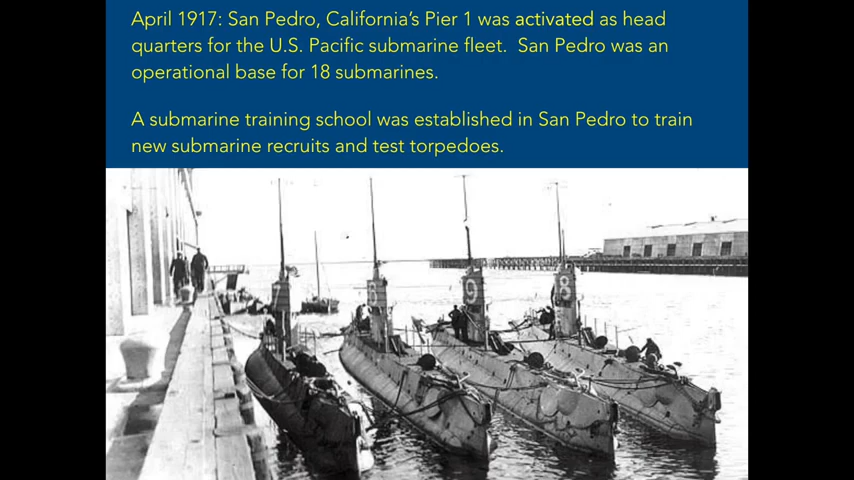 April 1917: San Pedro, California's Pier 1 was activated as head
quarters for the U.S. Pacific submarine fleet.  San Pedro was an
operational base for 18 submarines.
A submarine training school was established in San Pedro to train
new submarine recruits and test torpedoes.
9
8